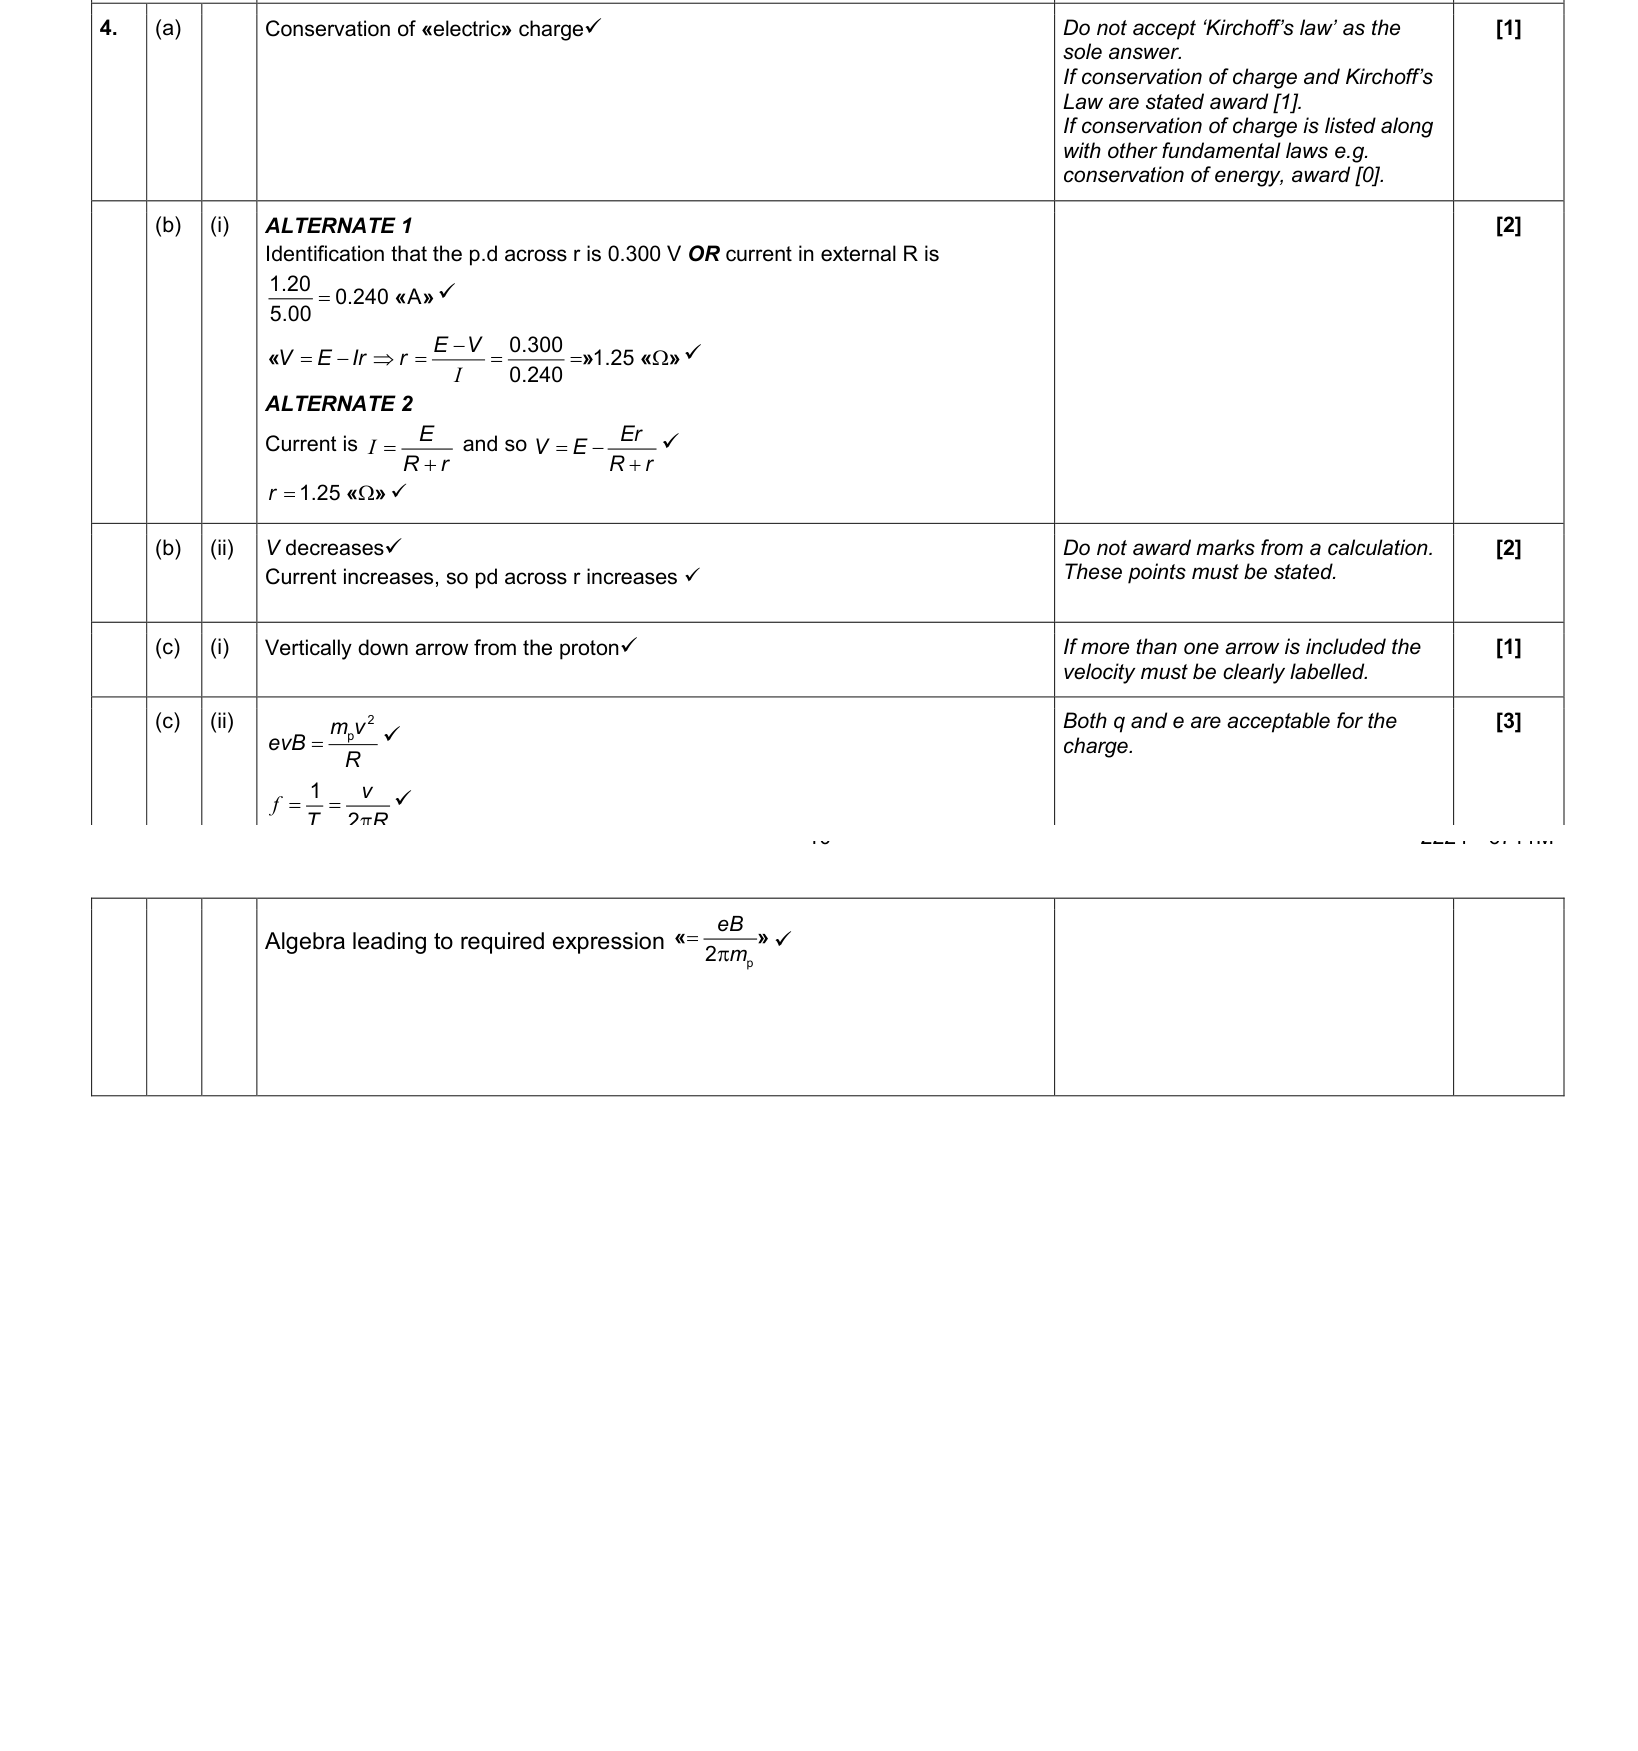 4. (a) Conservation of «electric» charge✓ Do not accept ‘Kirchoff’s law’ as the [1]
sole answer.
If conservation of charge and Kirchoff’s
Law are stated award [1].
If conservation of charge is listed along
with other fundamental laws e.g.
conservation of energy, award [0].
(b) (i) ALTERNATE 1 [2]
Identification that the p.d across r is 0.300 V OR current in external R is
1.20/5.00 = 0.240 «A» ✓
«V = E − Ir ⇒ r = (E − V)/I = 0.300/0.240 =»1.25 «Ω» ✓
ALTERNATE 2
Current is I = E/(R + r) and so V = E − Er/(R + r) ✓
r = 1.25 «Ω» ✓
(b) (ii) V decreases✓ Do not award marks from a calculation. [2]
Current increases, so pd across r increases ✓ These points must be stated.
(c) (i) Vertically down arrow from the proton✓ If more than one arrow is included the [1]
velocity must be clearly labelled.
(c) (ii) evB = mₚv²/R ✓ Both q and e are acceptable for the [3]
charge.
f = 1/T = v/2πR ✓
Algebra leading to required expression «= eB/2πmₚ» ✓